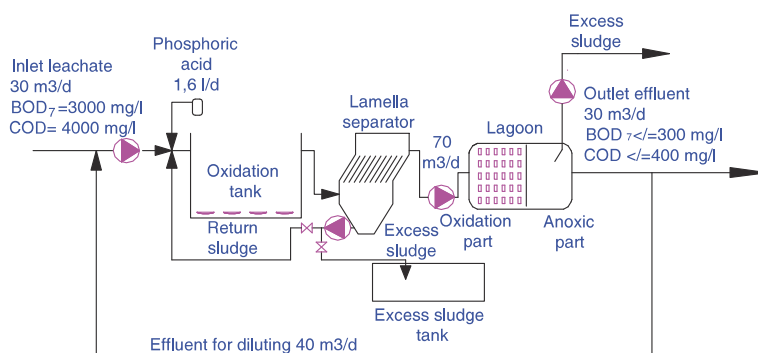 Inlet leachate
30 m3/d
BOD₇ =3000 mg/l
COD= 4000 mg/l
Phosphoric
acid
1,6 l/d
Oxidation
tank
Return
sludge
Lamella
separator
Excess
sludge
Excess sludge
tank
70
m3/d
Lagoon
Oxidation
part
Anoxic
part
Excess
sludge
Outlet effluent
30 m3/d
BOD ₇</=300 mg/l
COD </=400 mg/l
Effluent for diluting 40 m3/d